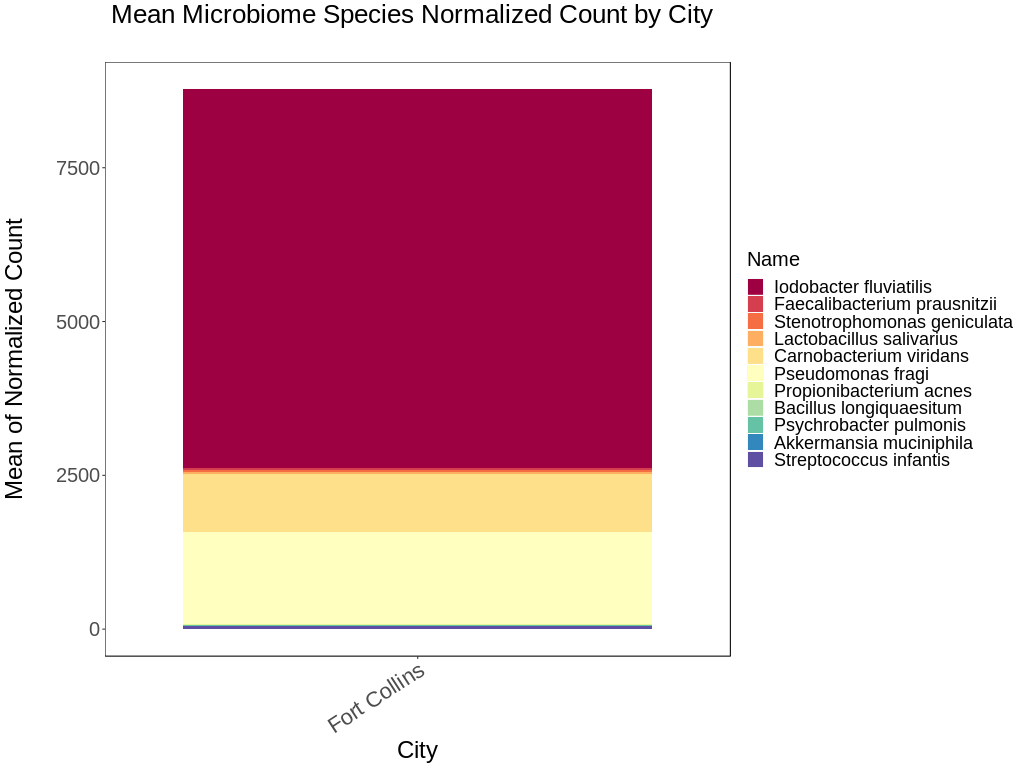 Mean Microbiome Species Normalized Count by City
Mean of Normalized Count
7500
5000
2500
0
Fort Collins
City
Name
Iodobacter fluviatilis
Faecalibacterium prausnitzii
Stenotrophomonas geniculata
Lactobacillus salivarius
Carnobacterium viridans
Pseudomonas fragi
Propionibacterium acnes
Bacillus longiquaesitum
Psychrobacter pulmonis
Akkermansia muciniphila
Streptococcus infantis